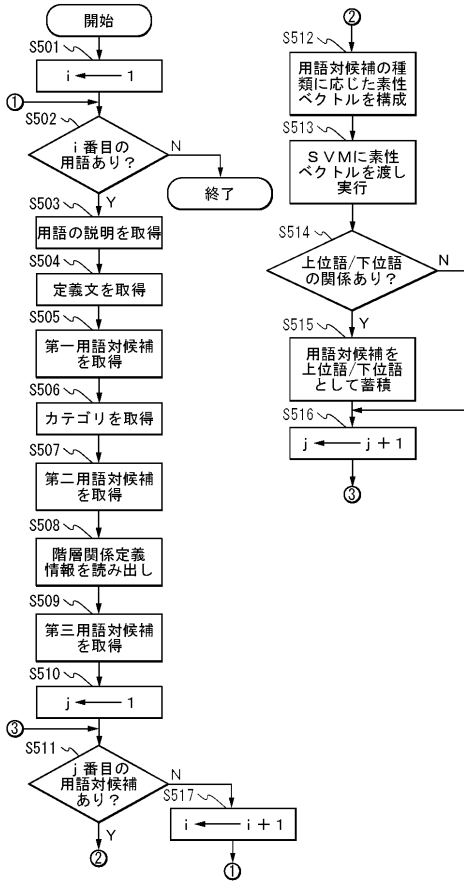 開始
S501
i ← 1
①
S502
i番目の
用語あり？
N
終了
Y
S503
用語の説明を取得
S504
定義文を取得
S505
第一用語対候補
を取得
S506
カテゴリを取得
S507
第二用語対候補
を取得
S508
階層関係定義
情報を読み出し
S509
第三用語対候補
を取得
S510
j ← 1
③
S511
j番目の
用語対候補
あり？
N
Y
②
S517
i ← i＋1
①
②
S512
用語対候補の種
類に応じた素性
ベクトルを構成
S513
SVMに素性
ベクトルを渡し
実行
S514
上位語/下位語
の関係あり？
N
Y
S515
用語対候補を
上位語/下位語
として蓄積
S516
j ← j＋1
③